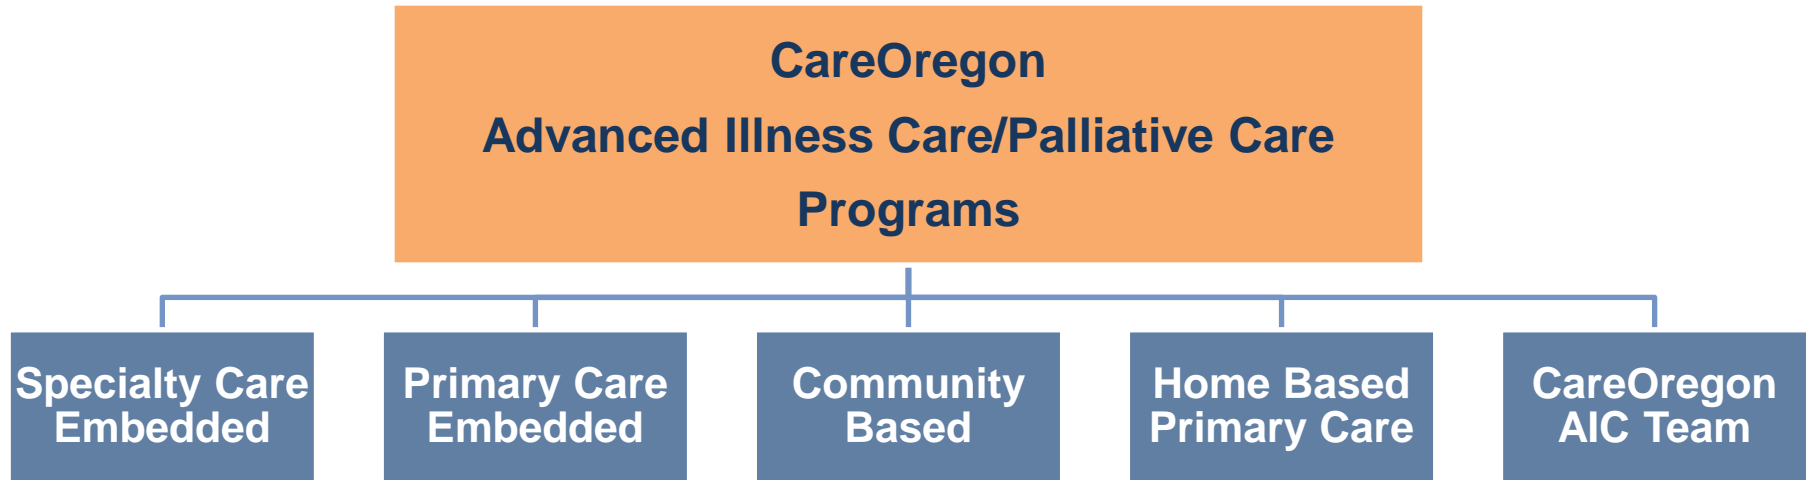 CareOregon
Advanced Illness Care/Palliative Care
Programs
Specialty Care
Embedded
Primary Care
Embedded
Community
Based
Home Based
Primary Care
CareOregon
AIC Team